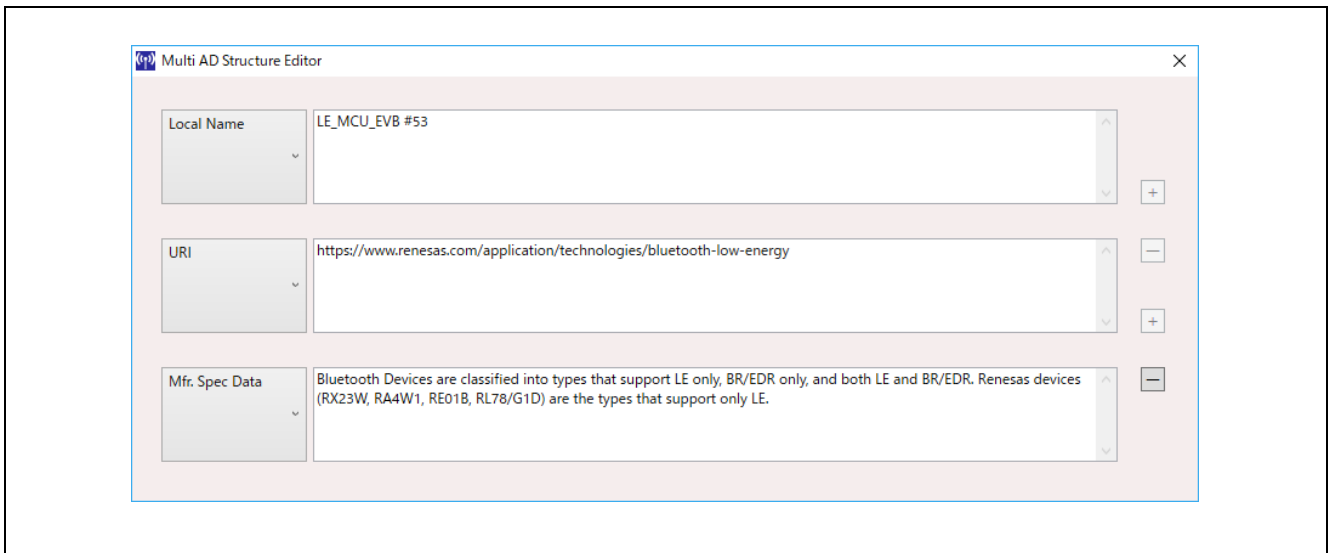 Multi AD Structure Editor
Local Name
LE_MCU_EVB #53
URI
https://www.renesas.com/application/technologies/bluetooth-low-energy
Mfr. Spec Data
Bluetooth Devices are classified into types that support LE only, BR/EDR only, and both LE and BR/EDR. Renesas devices
(RX23W, RA4W1, RE01B, RL78/G1D) are the types that support only LE.